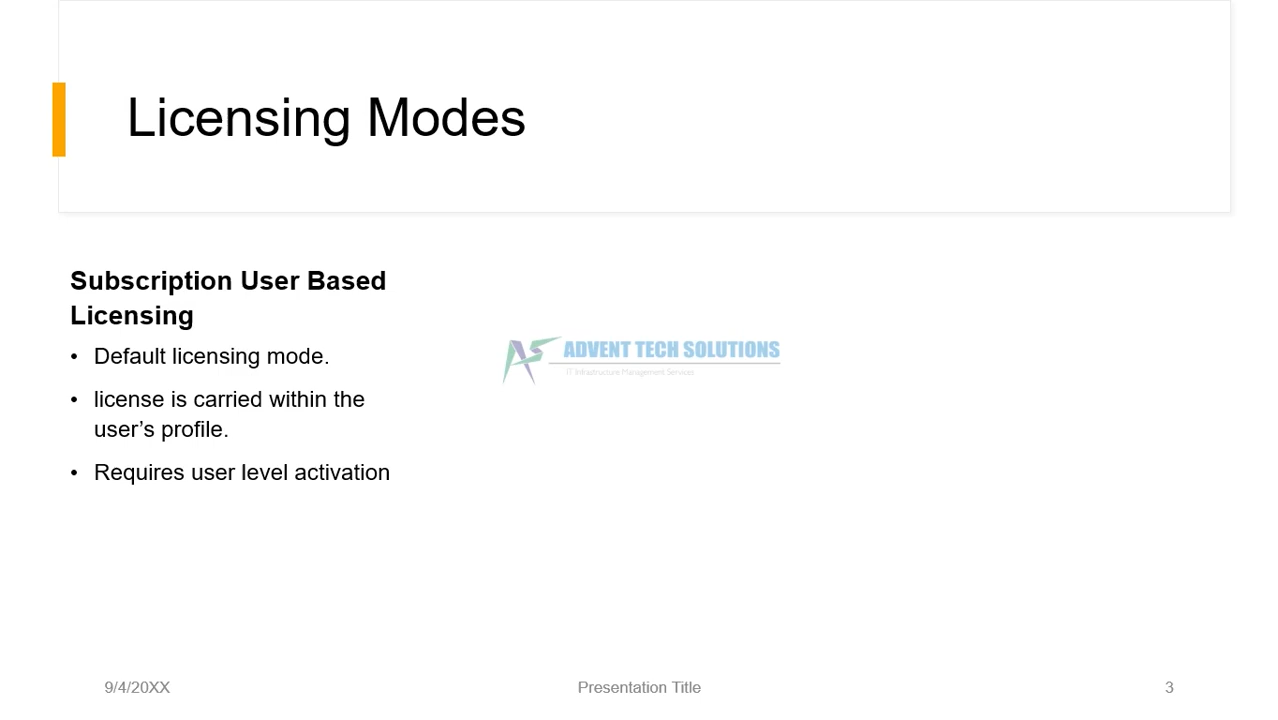 Licensing Modes
Subscription User Based
Licensing
• Default licensing mode.
• license is carried within the
user’s profile.
• Requires user level activation
ADVENT TECH SOLUTIONS
IT Infrastructure Management Services
9/4/20XX
Presentation Title
3